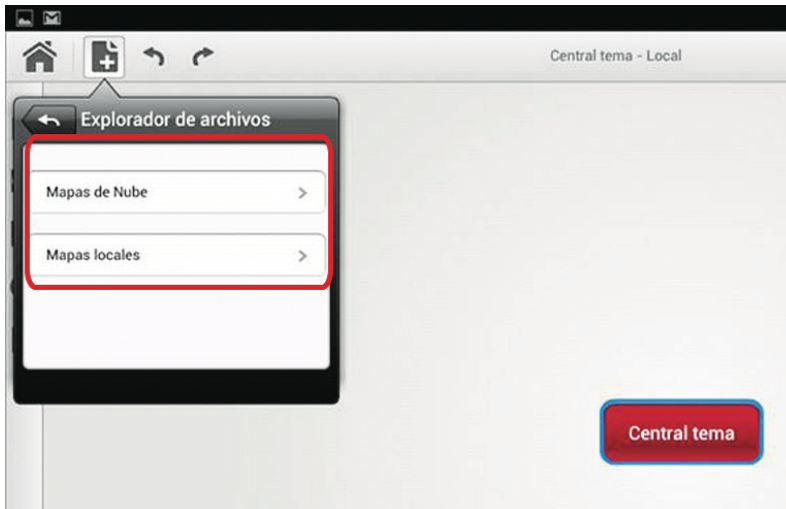 Central tema - Local
Explorador de archivos
Mapas de Nube
Mapas locales
Central tema